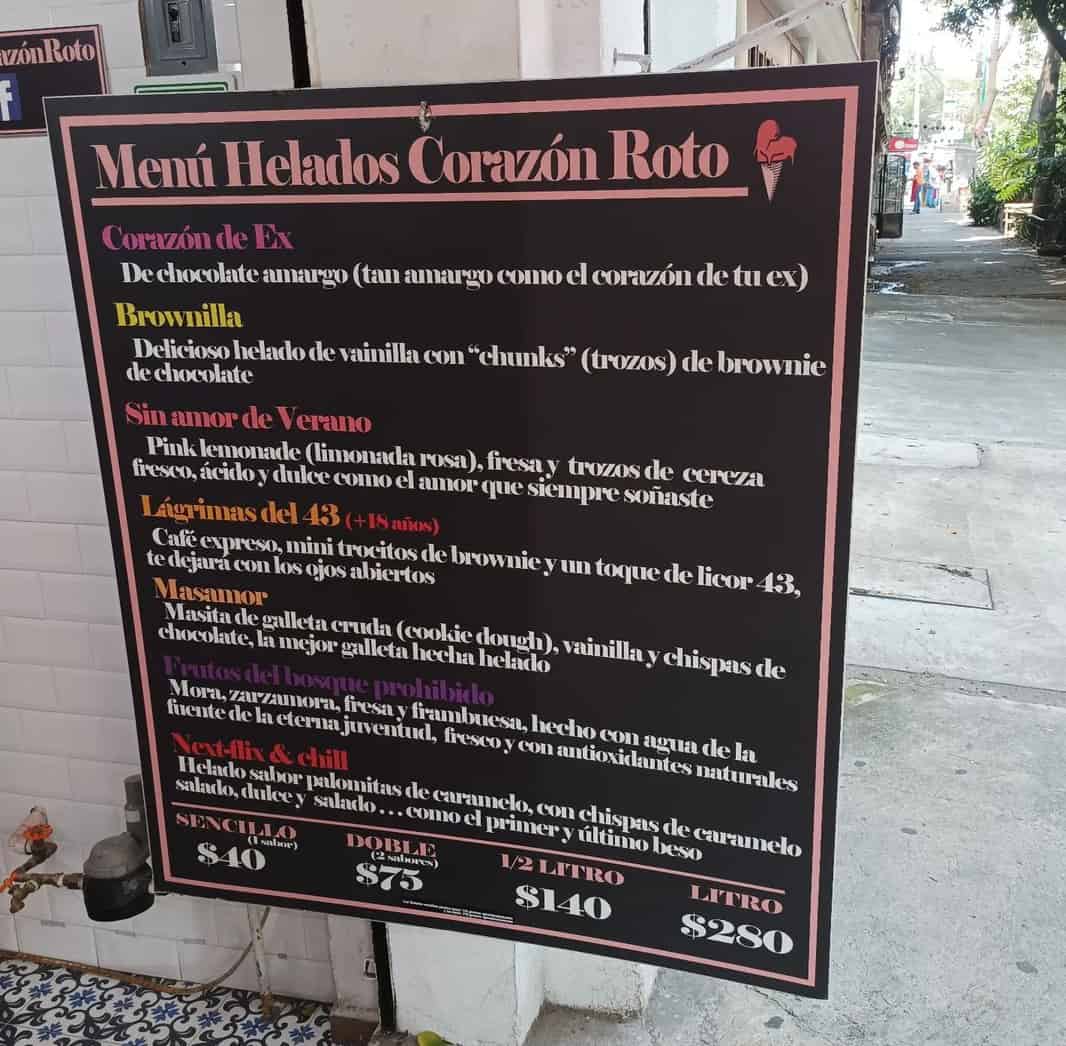 azónRoto
f
Menú Helados Corazón Roto
Corazón de Ex
De chocolate amargo (tan amargo como el corazón de tu ex)
Brownilla
Delicioso helado de vainilla con “chunks” (trozos) de brownie
de chocolate
Sin amor de Verano
Pink lemonade (limonada rosa), fresa y trozos de cereza
fresco, ácido y dulce como el amor que siempre soñaste
Lágrimas del 43 (+18 años)
Café expreso, mini trocitos de brownie y un toque de licor 43,
te dejará con los ojos abiertos
Masamor
Masita de galleta cruda (cookie dough), vainilla y chispas de
chocolate, la mejor galleta hecha helado
Frutos del bosque prohibido
Mora, zarzamora, fresa y frambuesa, hecho con agua de la
fuente de la eterna juventud, fresco y con antioxidantes naturales
Next-flix & chill
Helado sabor palomitas de caramelo, con chispas de caramelo
salado, dulce y salado...como el primer y último beso
SENCILLO
(1 sabor)
$40
DOBLE
(2 sabores)
$75
1/2 LITRO
$140
LITRO
$280